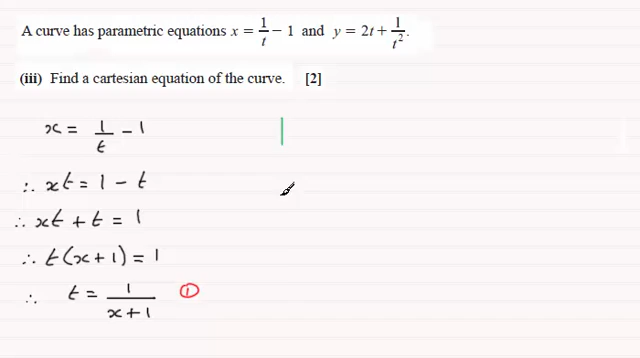 A curve has parametric equations x = 1/t − 1 and y = 2t + 1/t².
(iii) Find a cartesian equation of the curve. [2]
x = 1/t − 1
∴ xt = 1 − t
∴ xt + t = 1
∴ t(x + 1) = 1
∴ t = 1/(x + 1) ①